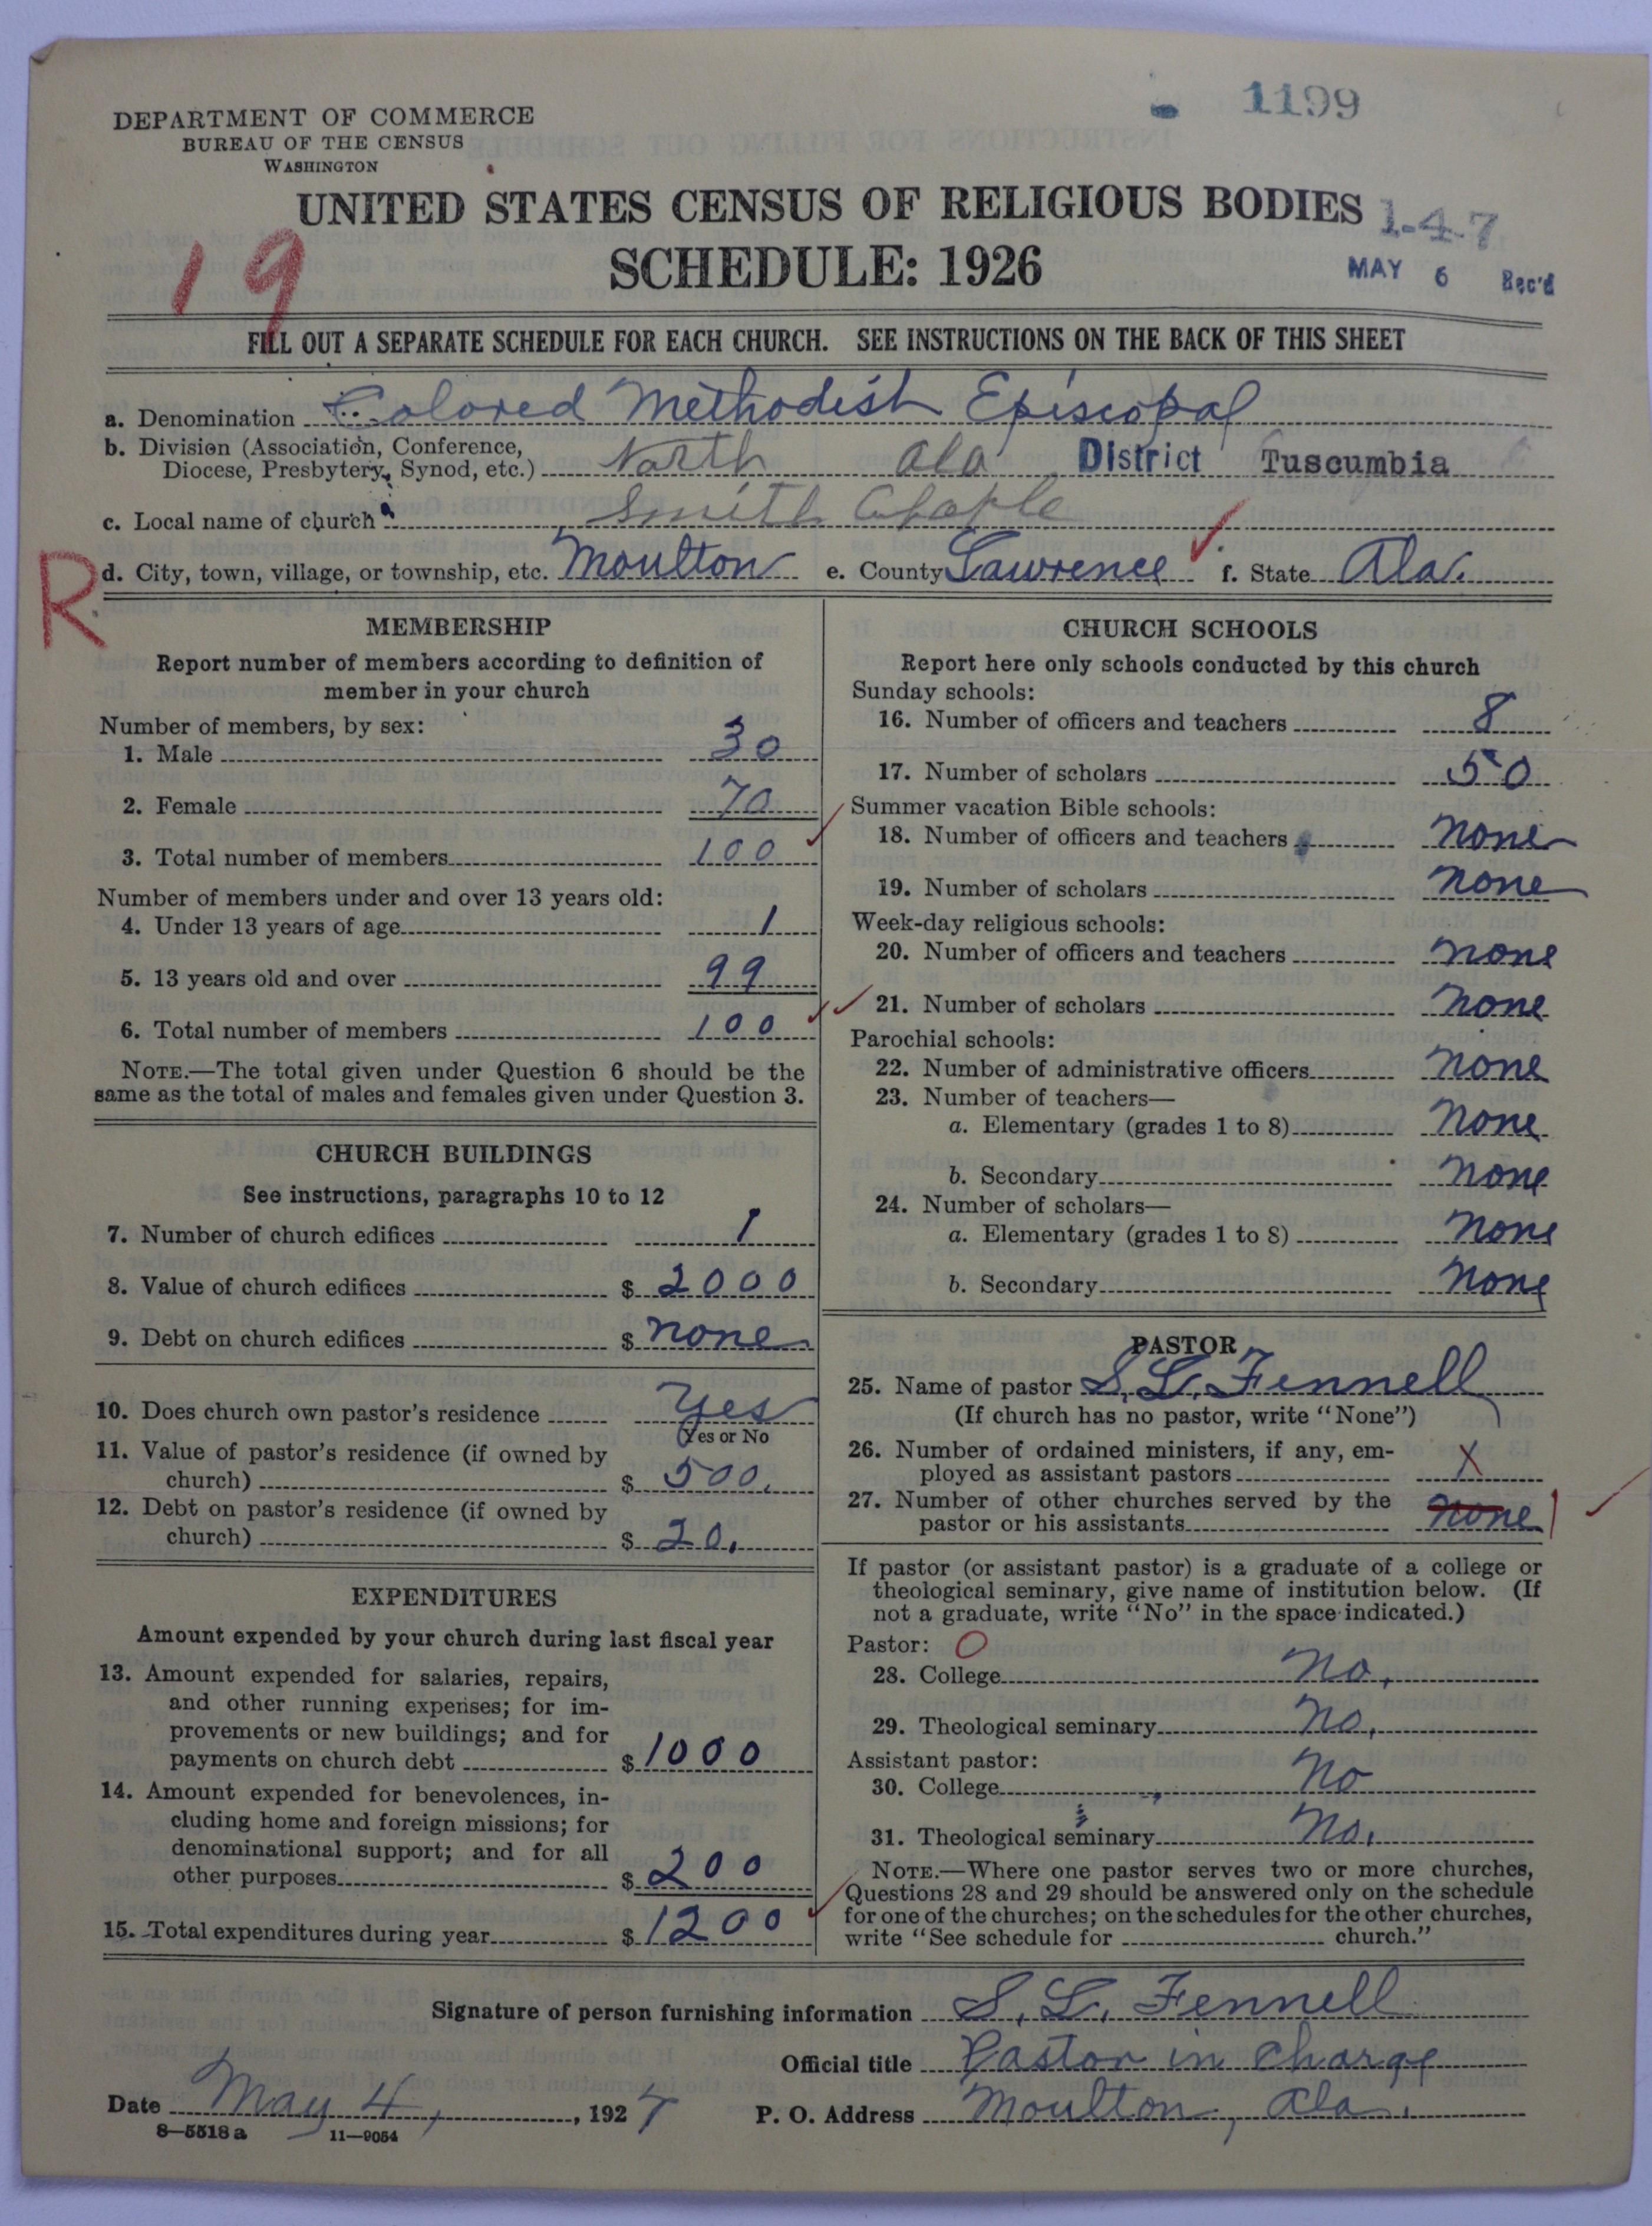 1199
DEPARTMENT OF COMMERCE
BUREAU OF THE CENSUS
WASHINGTON
UNITED STATES CENSUS OF RELIGIOUS BODIES
1-4-7
SCHEDULE: 1926
MAY 6 Rec'd
19
FILL OUT A SEPARATE SCHEDULE FOR EACH CHURCH. SEE INSTRUCTIONS ON THE BACK OF THIS SHEET
a. Denomination Colored Methodist Episcopal
b. Division (Association, Conference,
Diocese, Presbytery, Synod, etc.) North Ala District Tuscumbia
c. Local name of church Smith Chaple
R
d. City, town, village, or township, etc. Moulton e. County Lawrence f. State Ala.
MEMBERSHIP
Report number of members according to definition of
member in your church
Number of members, by sex:
1. Male 30
2. Female 70
3. Total number of members 100
Number of members under and over 13 years old:
4. Under 13 years of age 1
5. 13 years old and over 99
6. Total number of members 100
NOTE.—The total given under Question 6 should be the
same as the total of males and females given under Question 3.
CHURCH BUILDINGS
See instructions, paragraphs 10 to 12
7. Number of church edifices 1
8. Value of church edifices $ 2000
9. Debt on church edifices $ none
10. Does church own pastor's residence Yes
Yes or No
11. Value of pastor's residence (if owned by
church) $ 500.
12. Debt on pastor's residence (if owned by
church) $ 20.
EXPENDITURES
Amount expended by your church during last fiscal year
13. Amount expended for salaries, repairs,
and other running expenses; for im-
provements or new buildings; and for
payments on church debt $ 1000
14. Amount expended for benevolences, in-
cluding home and foreign missions; for
denominational support; and for all
other purposes $ 200
15. Total expenditures during year $ 1200
CHURCH SCHOOLS
Report here only schools conducted by this church
Sunday schools:
16. Number of officers and teachers 8
17. Number of scholars 50
Summer vacation Bible schools:
18. Number of officers and teachers none
19. Number of scholars none
Week-day religious schools:
20. Number of officers and teachers none
21. Number of scholars none
Parochial schools:
22. Number of administrative officers none
23. Number of teachers—
a. Elementary (grades 1 to 8) none
b. Secondary none
24. Number of scholars—
a. Elementary (grades 1 to 8) none
b. Secondary none
PASTOR
25. Name of pastor S. L. Fennell
(If church has no pastor, write "None")
26. Number of ordained ministers, if any, em-
ployed as assistant pastors X
27. Number of other churches served by the
pastor or his assistants none 1
If pastor (or assistant pastor) is a graduate of a college or
theological seminary, give name of institution below. (If
not a graduate, write "No" in the space indicated.)
Pastor: O
28. College no,
29. Theological seminary no,
Assistant pastor:
30. College no
31. Theological seminary no.
NOTE.—Where one pastor serves two or more churches,
Questions 28 and 29 should be answered only on the schedule
for one of the churches; on the schedules for the other churches,
write "See schedule for church."
Signature of person furnishing information S. L. Fennell
Official title Pastor in charge
Date May 4, 1927 P. O. Address Moulton, Ala.
8—5518a 11—9054